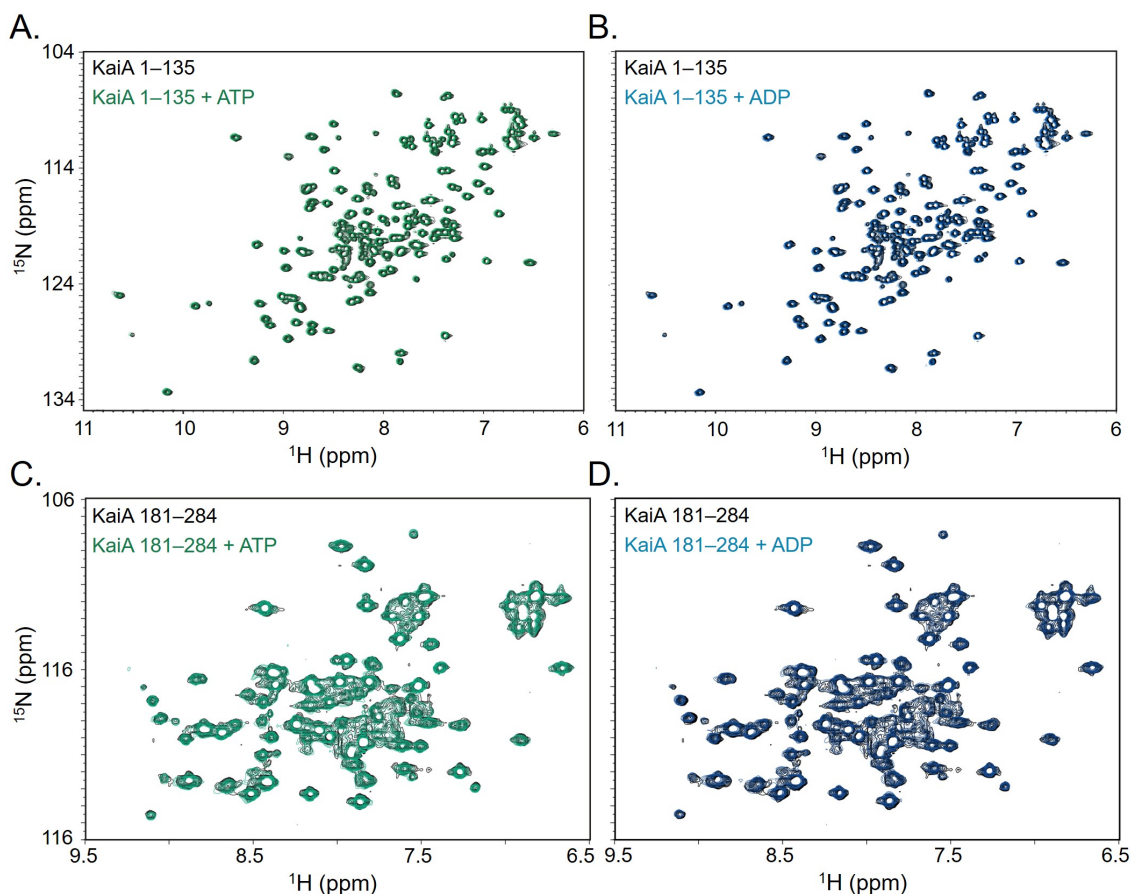 A.
B.
104
KaiA 1–135
KaiA 1–135 + ATP
KaiA 1–135
KaiA 1–135 + ADP
114
124
134
15N (ppm)
11 10 9 8 7 6
11 10 9 8 7 6
1H (ppm)
1H (ppm)
C.
D.
106
KaiA 181–284
KaiA 181–284 + ATP
KaiA 181–284
KaiA 181–284 + ADP
116
116
15N (ppm)
9.5 8.5 7.5 6.5
9.5 8.5 7.5 6.5
1H (ppm)
1H (ppm)